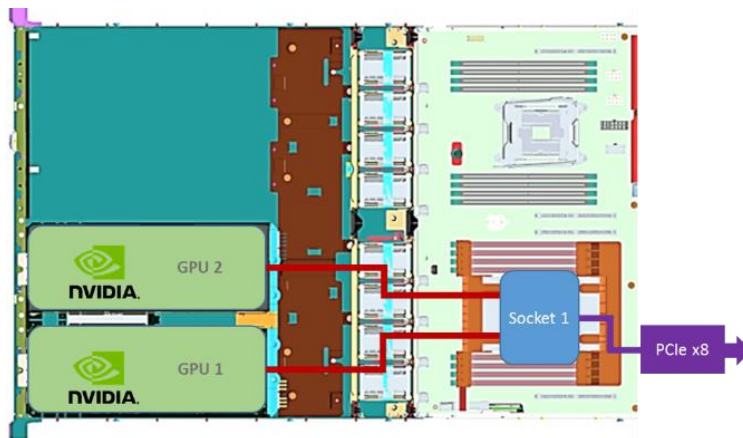 GPU 2
NVIDIA.
Socket 1
PCIe x8
GPU 1
NVIDIA.